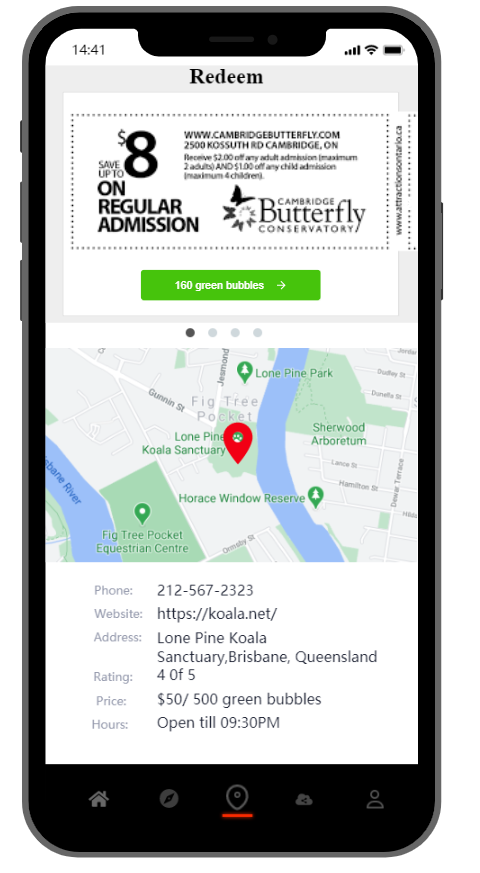 14:41
Redeem
$8
SAVE
UP TO
ON
REGULAR
ADMISSION
WWW.CAMBRIDGEBUTTERFLY.COM
2500 KOSSUTH RD CAMBRIDGE, ON
Receive $2.00 off any adult admission (maximum
2 adults) AND $1.00 off any child admission
(maximum 4 children).
CAMBRIDGE
Butterfly
CONSERVATORY
www.attractionsontario.ca
160 green bubbles →
Jesmond
Lone Pine Park
Jordan
Dudley St
Donella St
Gunnin St
Fig Tree
Pocket
Lone Pine
Koala Sanctuary
Sherwood
Arboretum
Lance St
Hamilton St
Dewar Terrace
Horace Window Reserve
Hilda
bane River
Fig Tree Pocket
Equestrian Centre
Ormsby St
Phone: 212-567-2323
Website: https://koala.net/
Address: Lone Pine Koala
Sanctuary,Brisbane, Queensland
Rating: 4 0f 5
Price: $50/ 500 green bubbles
Hours: Open till 09:30PM